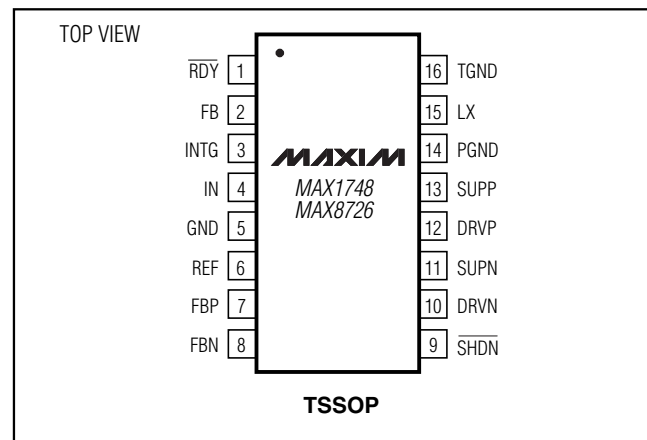 TOP VIEW
RDY 1
FB 2
INTG 3
IN 4
GND 5
REF 6
FBP 7
FBN 8
MAXIM
MAX1748
MAX8726
16 TGND
15 LX
14 PGND
13 SUPP
12 DRVP
11 SUPN
10 DRVN
9 SHDN
TSSOP